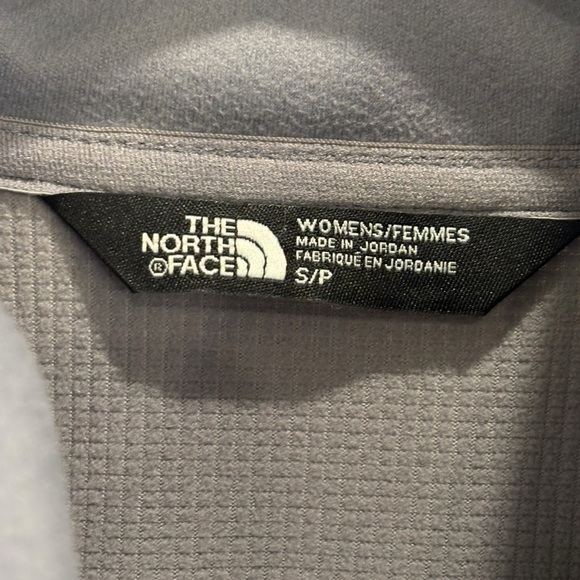 THE
NORTH
®FACE
WOMENS/FEMMES
MADE IN JORDAN
FABRIQUÉ EN JORDANIE
S/P